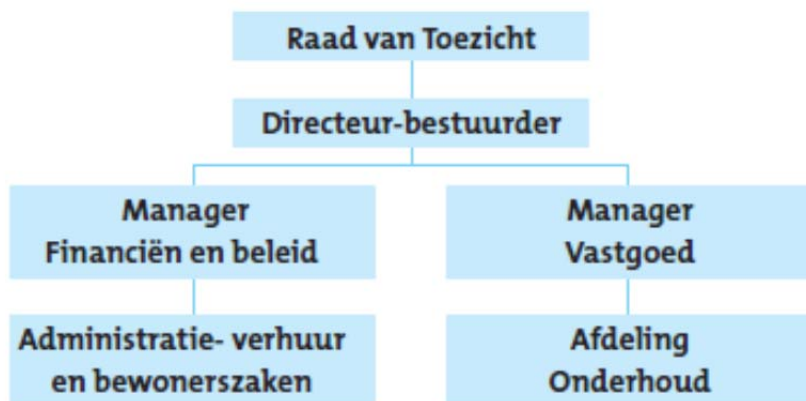 Raad van Toezicht
Directeur-bestuurder
Manager
Financiën en beleid
Manager
Vastgoed
Administratie- verhuur
en bewonerszaken
Afdeling
Onderhoud